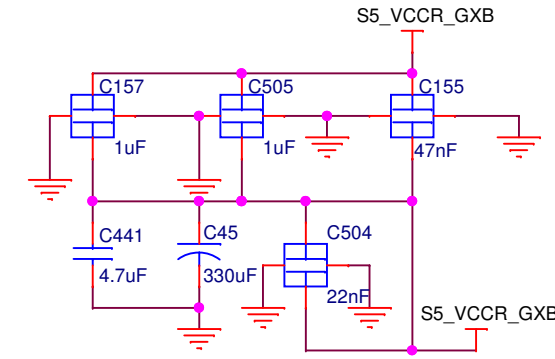 S5_VCCR_GXB
C157
C505
C155
1uF
1uF
47nF
C441
C45
C504
4.7uF
330uF
22nF
S5_VCCR_GXB